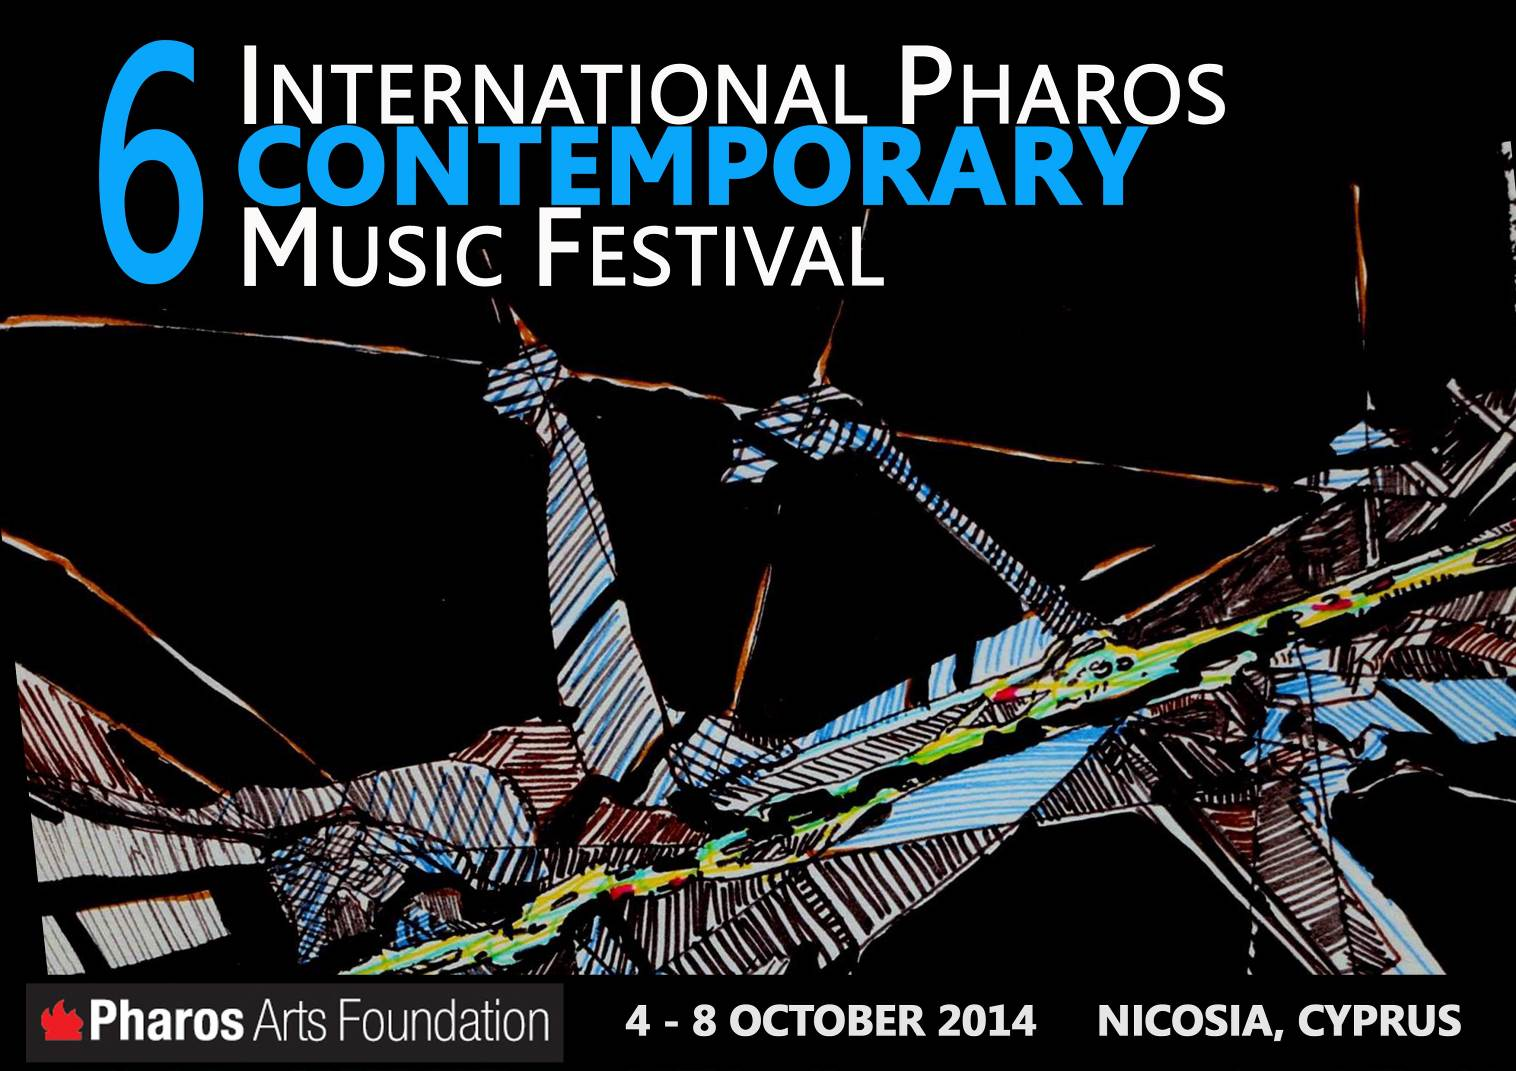 6
INTERNATIONAL PHAROS
CONTEMPORARY
MUSIC FESTIVAL
Pharos Arts Foundation
4 - 8 OCTOBER 2014
NICOSIA, CYPRUS